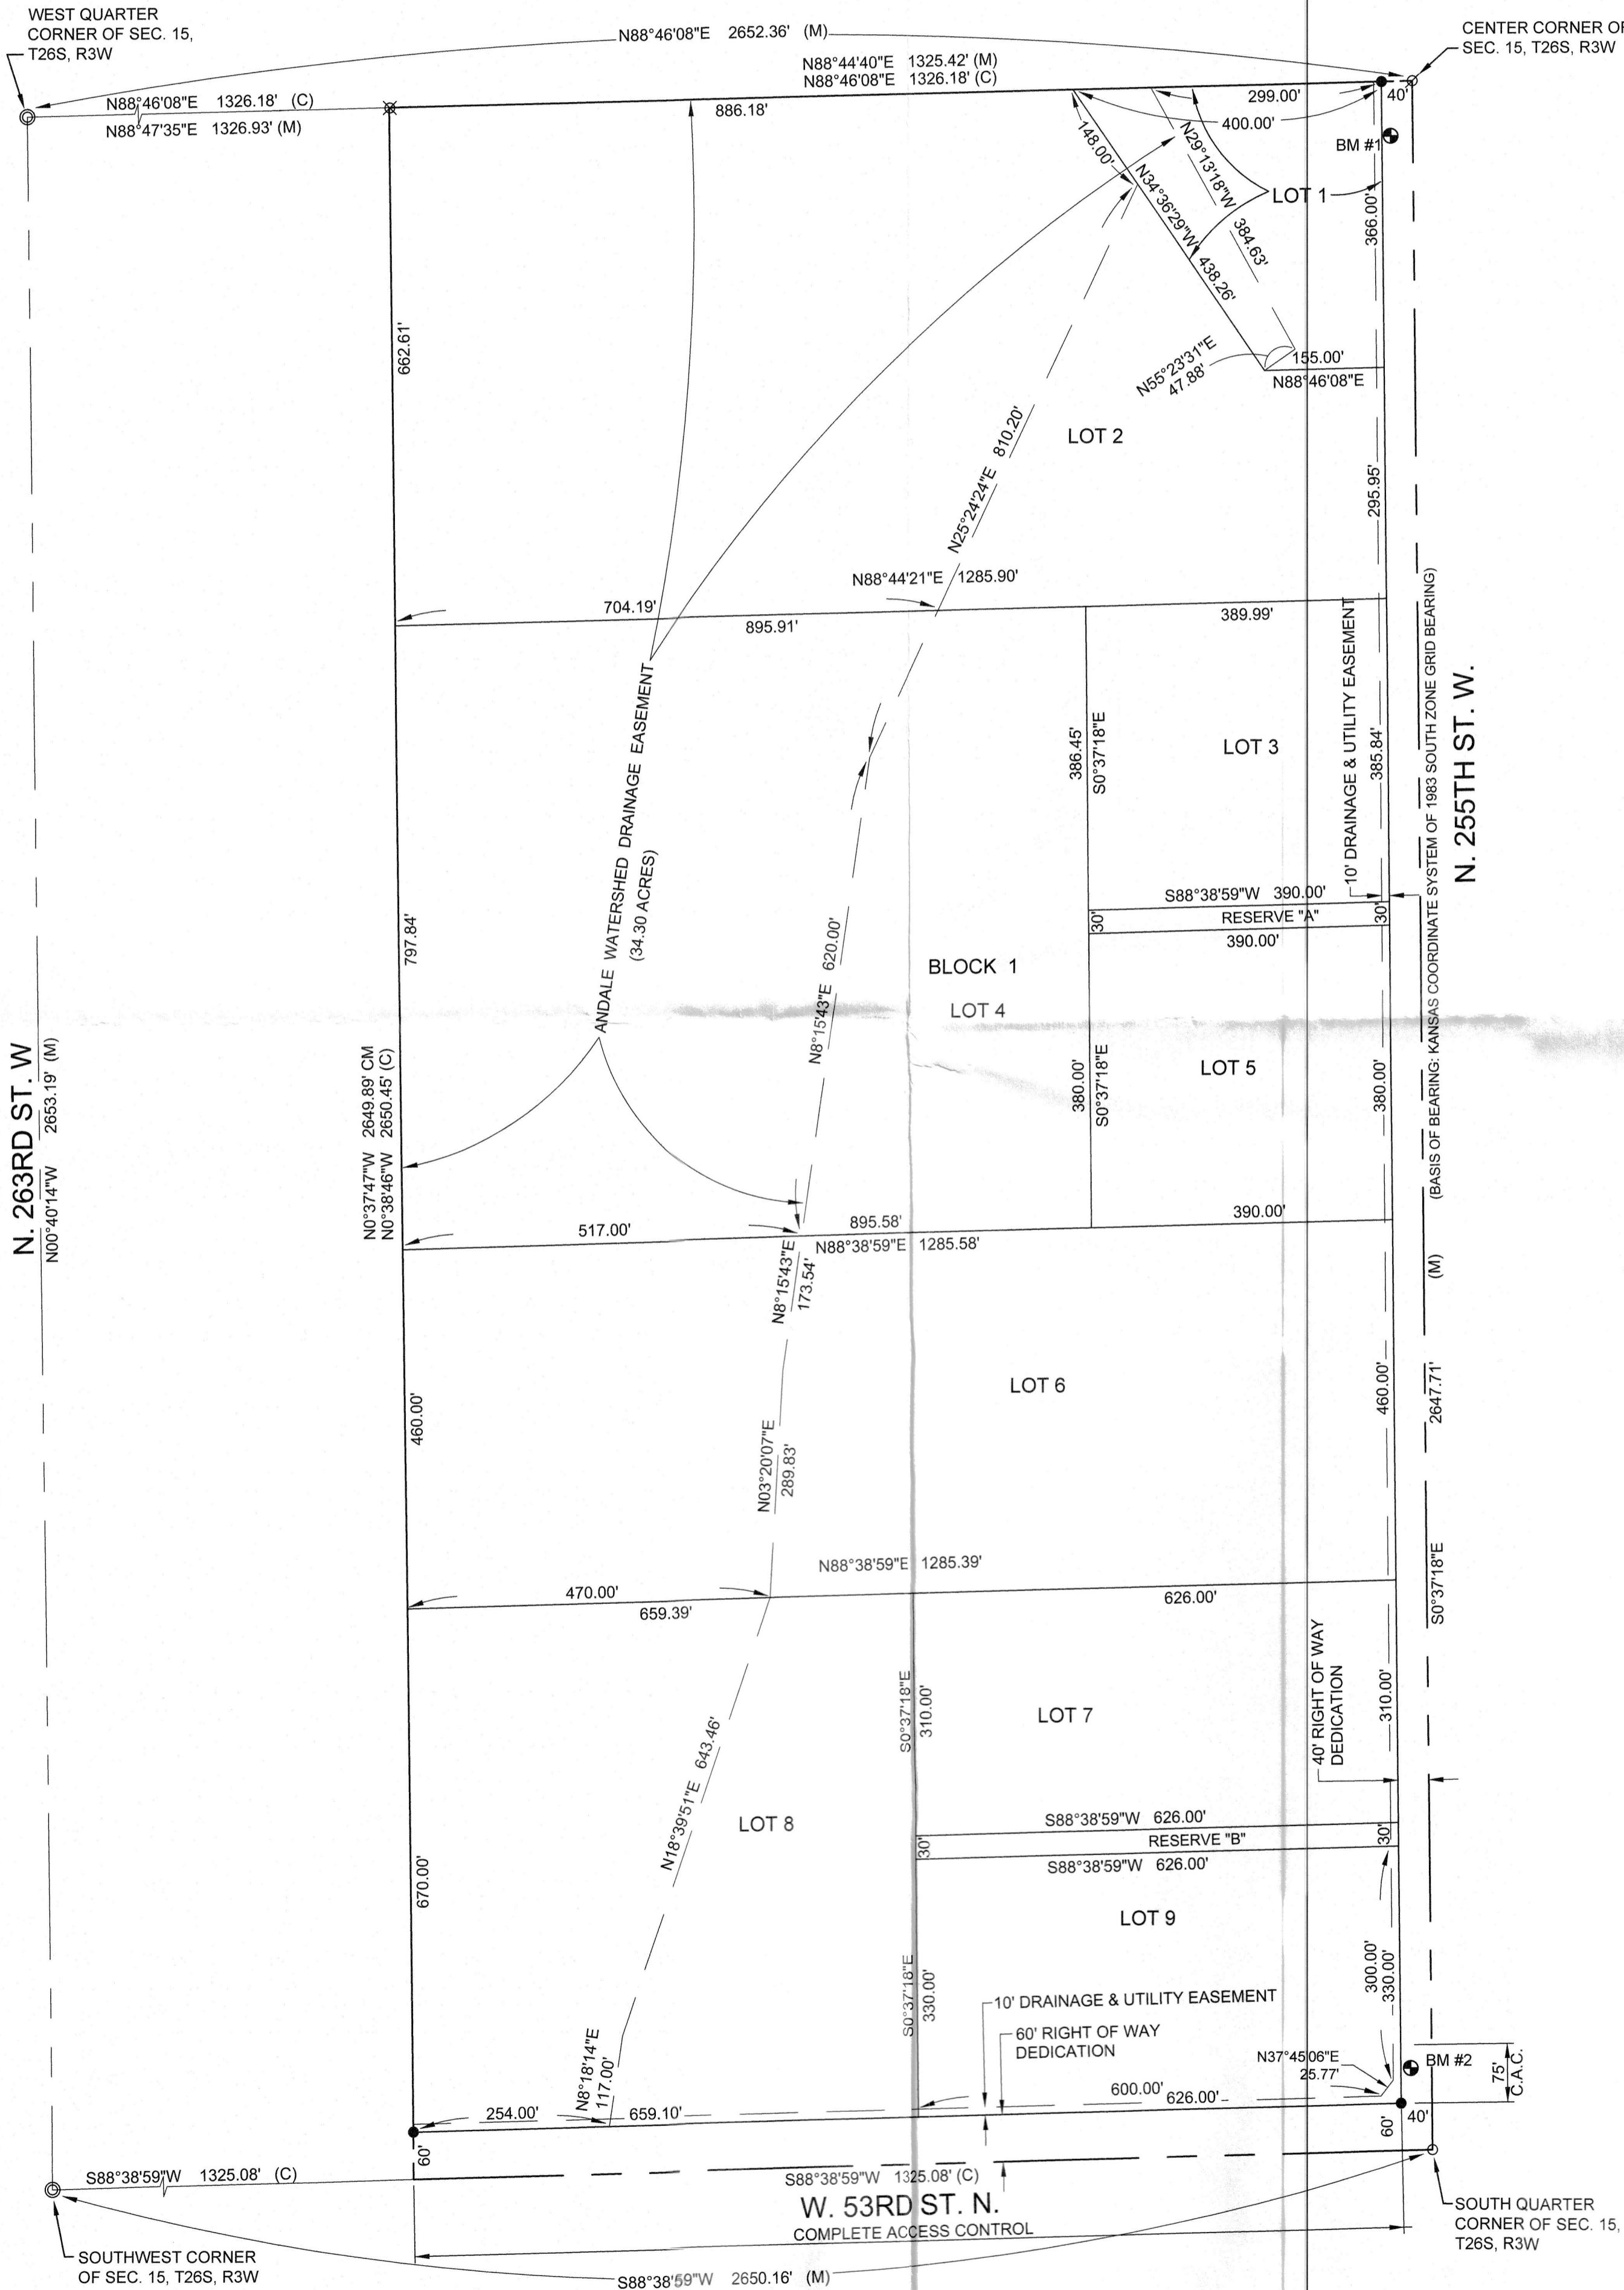 WEST QUARTER
CORNER OF SEC. 15,
T26S, R3W
N88°46'08"E 2652.36' (M)
CENTER CORNER OF
SEC. 15, T26S, R3W
N88°44'40"E 1325.42' (M)
N88°46'08"E 1326.18' (C)
N88°46'08"E 1326.18' (C)
N88°47'35"E 1326.93' (M)
886.18'
299.00'
40'
400.00'
BM #1
148.00'
N29°13'18"W 384.63'
N34°36'29"W 438.26'
LOT 1
366.00'
662.61'
N55°23'31"E
47.88'
155.00'
N88°46'08"E
LOT 2
N25°24'24"E 810.20'
295.95'
N88°44'21"E 1285.90'
704.19'
895.91'
389.99'
ANDALE WATERSHED DRAINAGE EASEMENT
(34.30 ACRES)
386.45'
S0°37'18"E
LOT 3
10' DRAINAGE & UTILITY EASEMENT
385.84'
(BASIS OF BEARING: KANSAS COORDINATE SYSTEM OF 1983 SOUTH ZONE GRID BEARING)
N. 255TH ST. W.
S88°38'59"W 390.00'
30'
RESERVE "A"
30'
390.00'
797.84'
N8°15'43"E 620.00'
BLOCK 1
LOT 4
380.00'
S0°37'18"E
LOT 5
380.00'
N. 263RD ST. W
N00°40'14"W 2653.19' (M)
N0°37'47"W 2649.89' CM
N0°38'46"W 2650.45' (C)
517.00'
895.58'
390.00'
N88°38'59"E 1285.58'
N8°15'43"E
173.54'
(M)
LOT 6
460.00'
460.00'
2647.71'
N03°20'07"E
289.83'
N88°38'59"E 1285.39'
470.00'
659.39'
626.00'
S0°37'18"E
S0°37'18"E
310.00'
LOT 7
40' RIGHT OF WAY
DEDICATION
310.00'
N18°39'51"E 643.46'
LOT 8
S88°38'59"W 626.00'
30'
RESERVE "B"
30'
S88°38'59"W 626.00'
670.00'
LOT 9
S0°37'18"E
330.00'
300.00'
330.00'
10' DRAINAGE & UTILITY EASEMENT
60' RIGHT OF WAY
DEDICATION
N8°18'14"E
117.00'
N37°45'06"E
25.77'
BM #2
75'
C.A.C.
254.00'
659.10'
600.00'
626.00'
60'
60'
40'
S88°38'59"W 1325.08' (C)
S88°38'59"W 1325.08' (C)
W. 53RD ST. N.
COMPLETE ACCESS CONTROL
SOUTHWEST CORNER
OF SEC. 15, T26S, R3W
SOUTH QUARTER
CORNER OF SEC. 15,
T26S, R3W
S88°38'59"W 2650.16' (M)